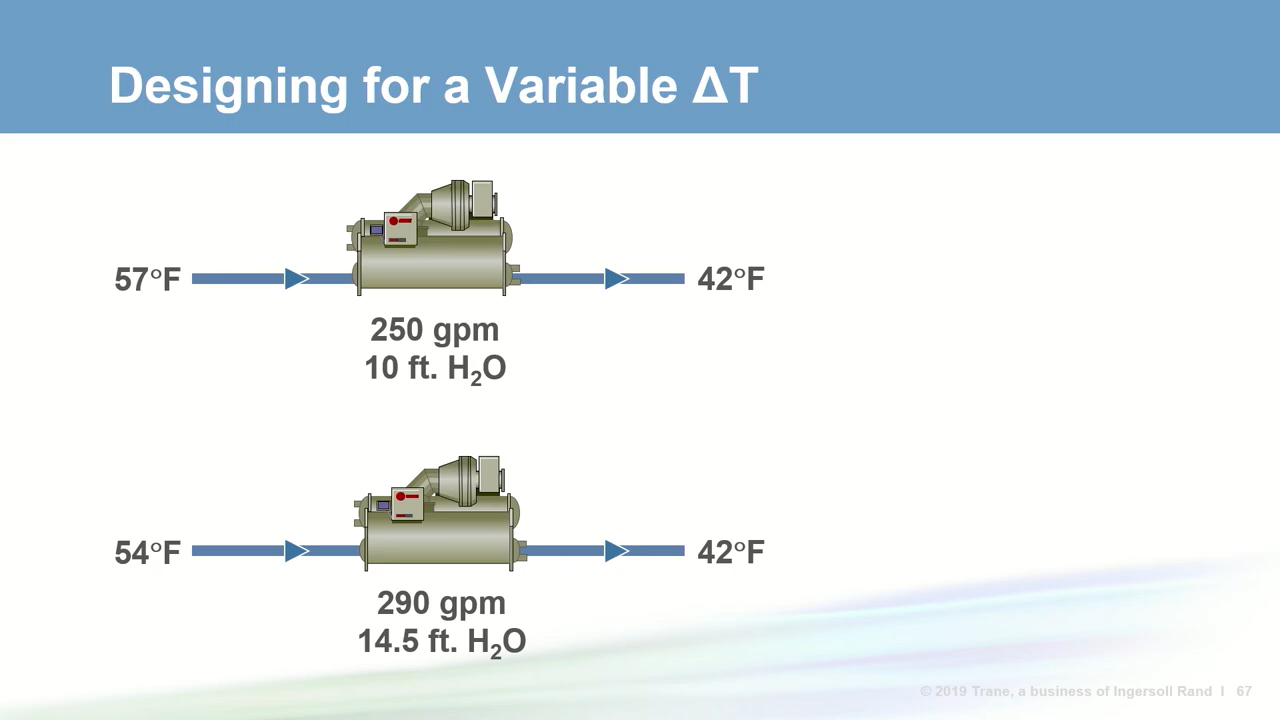 Designing for a Variable ΔT
57°F
42°F
250 gpm
10 ft. H₂O
54°F
42°F
290 gpm
14.5 ft. H₂O
© 2019 Trane, a business of Ingersoll Rand I 67